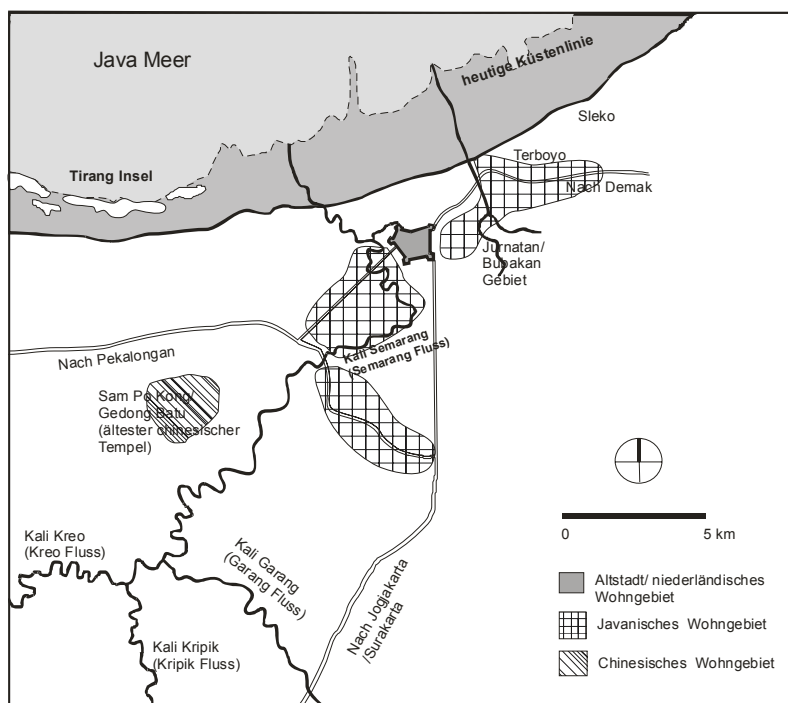 Java Meer
heutige Küstenlinie
Sleko
Terboyo
Tirang Insel
Nach Demak
Jurnatan/
Bubakan
Gebiet
Kali Semarang
(Semarang Fluss)
Nach Pekalongan
Sam Po Kong/
Gedong Batu
(ältester chinesischer
Tempel)
Kali Kreo
(Kreo Fluss)
Kali Garang
(Garang Fluss)
Nach Jogjakarta
/Surakarta
Kali Kripik
(Kripik Fluss)
0 5 km
Altstadt/ niederländisches
Wohngebiet
Javanisches Wohngebiet
Chinesisches Wohngebiet